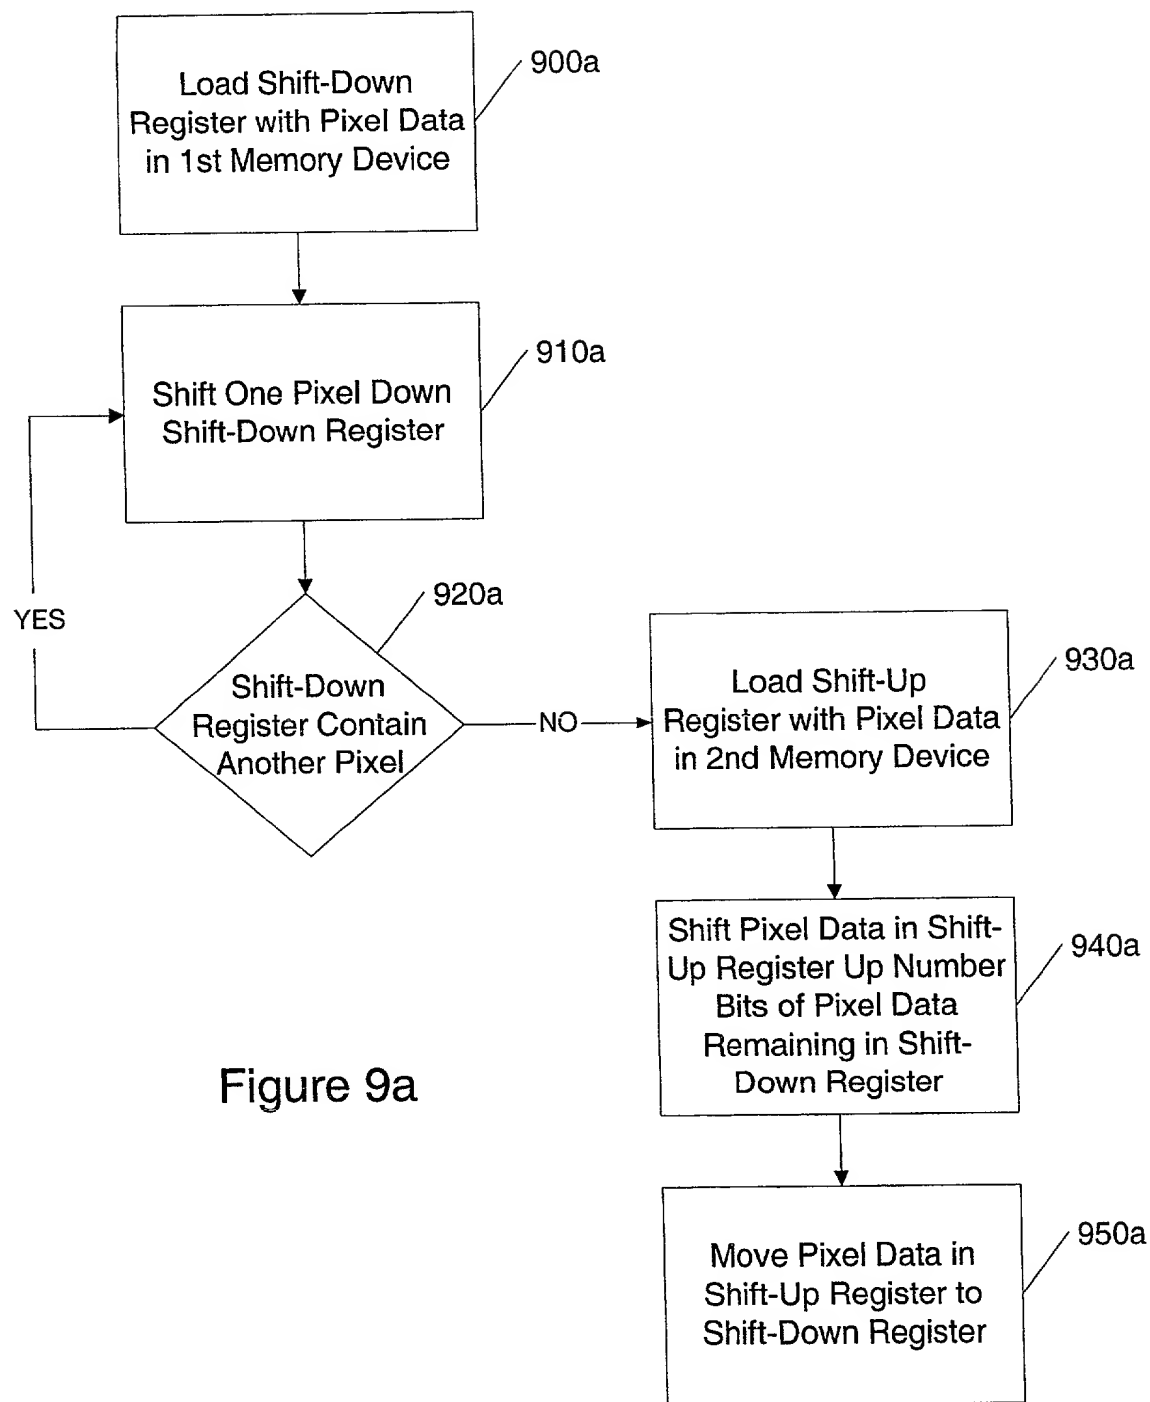 Load Shift-Down
Register with Pixel Data
in 1st Memory Device
900a
Shift One Pixel Down
Shift-Down Register
910a
YES
920a
Shift-Down
Register Contain
Another Pixel
NO
Load Shift-Up
Register with Pixel Data
in 2nd Memory Device
930a
Shift Pixel Data in Shift-
Up Register Up Number
Bits of Pixel Data
Remaining in Shift-
Down Register
940a
Move Pixel Data in
Shift-Up Register to
Shift-Down Register
950a
Figure 9a